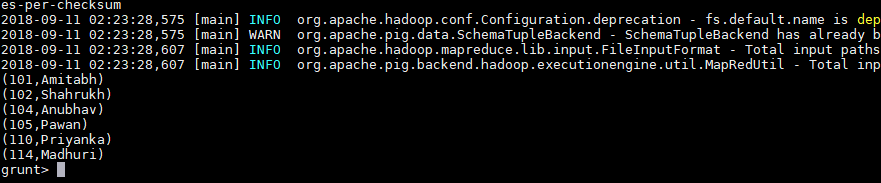 es-per-checksum
2018-09-11 02:23:28,575 [main] INFO  org.apache.hadoop.conf.Configuration.deprecation - fs.default.name is dep
2018-09-11 02:23:28,575 [main] WARN  org.apache.pig.data.SchemaTupleBackend - SchemaTupleBackend has already b
2018-09-11 02:23:28,607 [main] INFO  org.apache.hadoop.mapreduce.lib.input.FileInputFormat - Total input paths
2018-09-11 02:23:28,607 [main] INFO  org.apache.pig.backend.hadoop.executionengine.util.MapRedUtil - Total inp
(101,Amitabh)
(102,Shahrukh)
(104,Anubhav)
(105,Pawan)
(110,Priyanka)
(114,Madhuri)
grunt>